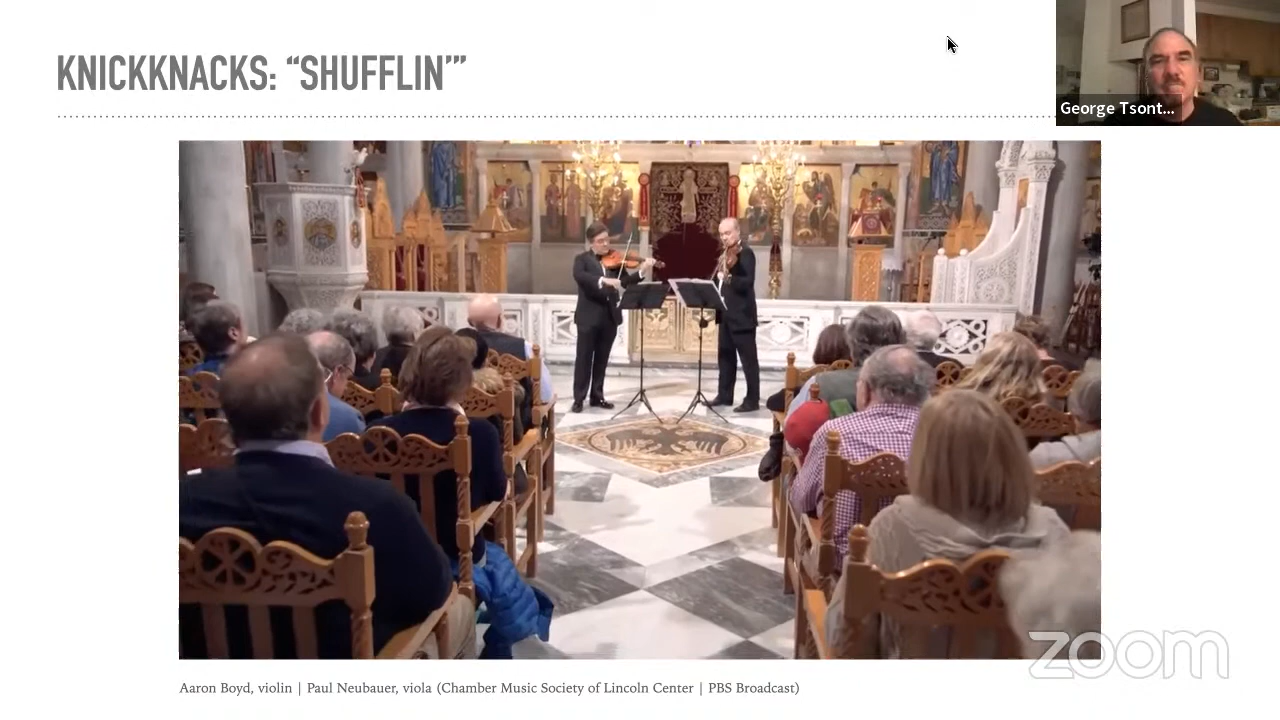 KNICKKNACKS: “SHUFFLIN’”
George Tsont...
zoom
Aaron Boyd, violin | Paul Neubauer, viola (Chamber Music Society of Lincoln Center | PBS Broadcast)